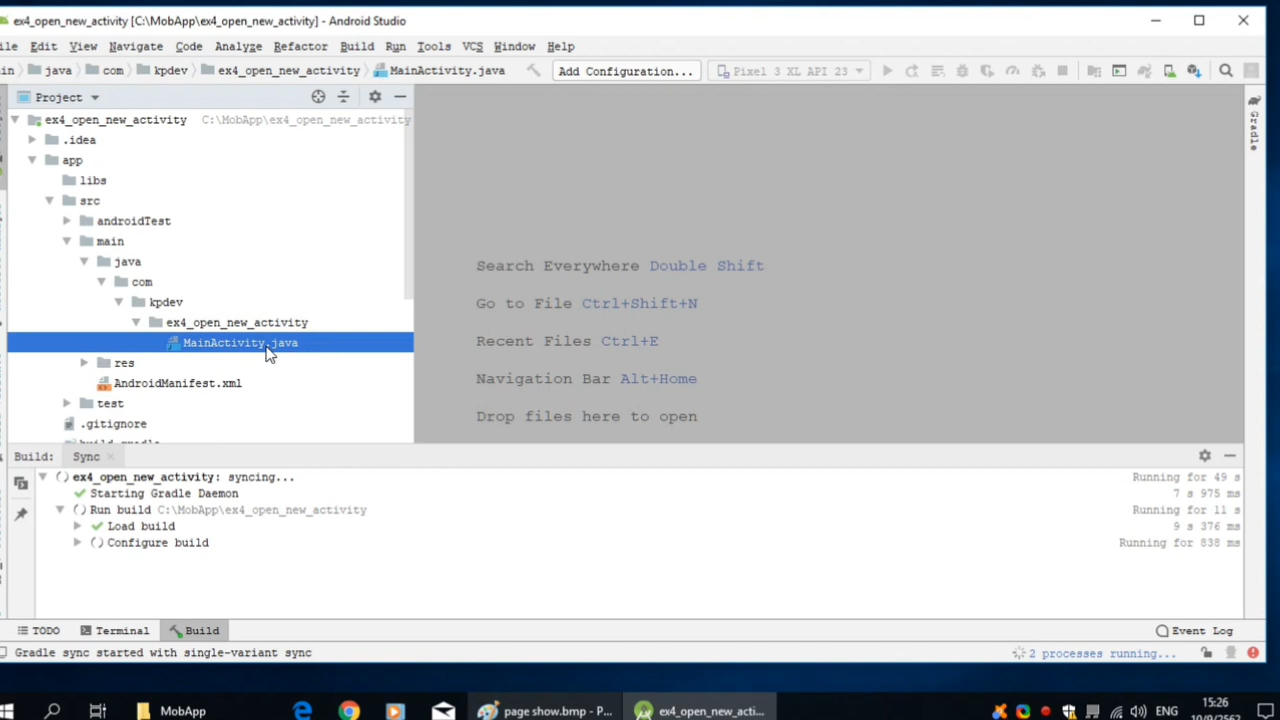 ex4_open_new_activity [C:\MobApp\ex4_open_new_activity] - Android Studio
Edit View Navigate Code Analyze Refactor Build Run Tools VCS Window Help
java com kpdev ex4_open_new_activity MainActivity.java Add Configuration... Pixel 3 XL API 23
Project
ex4_open_new_activity C:\MobApp\ex4_open_new_activity
.idea
app
libs
src
androidTest
main
java
com
kpdev
ex4_open_new_activity
MainActivity.java
res
AndroidManifest.xml
test
.gitignore
Gradle
Search Everywhere Double Shift
Go to File Ctrl+Shift+N
Recent Files Ctrl+E
Navigation Bar Alt+Home
Drop files here to open
Build: Sync
ex4_open_new_activity: syncing... Running for 49 s
Starting Gradle Daemon 7 s 975 ms
Run build C:\MobApp\ex4_open_new_activity Running for 11 s
Load build 9 s 376 ms
Configure build Running for 838 ms
TODO Terminal Build Event Log
Gradle sync started with single-variant sync 2 processes running...
MobApp page show.bmp - P... ex4_open_new_acti... ENG 15:26